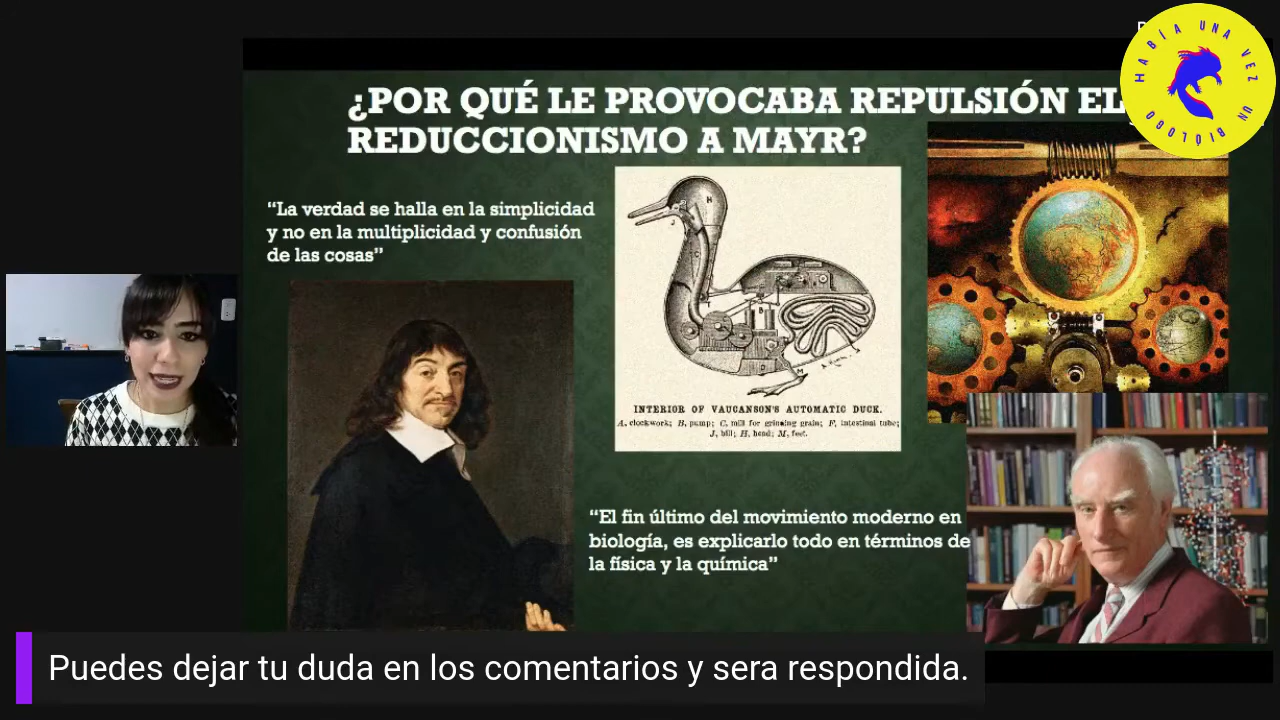 ¿POR QUÉ LE PROVOCABA REPULSIÓN EL
REDUCCIONISMO A MAYR?
HABÍA UNA VEZ UN BIÓLOGO
“La verdad se halla en la simplicidad
y no en la multiplicidad y confusión
de las cosas”
INTERIOR OF VAUCANSON'S AUTOMATIC DUCK.
A, clockwork; B, pump; C, mill for grinding grain; F, intestinal tube;
J, bill; H, head; M, feet.
“El fin último del movimiento moderno en
biología, es explicarlo todo en términos de
la física y la química”
Puedes dejar tu duda en los comentarios y sera respondida.